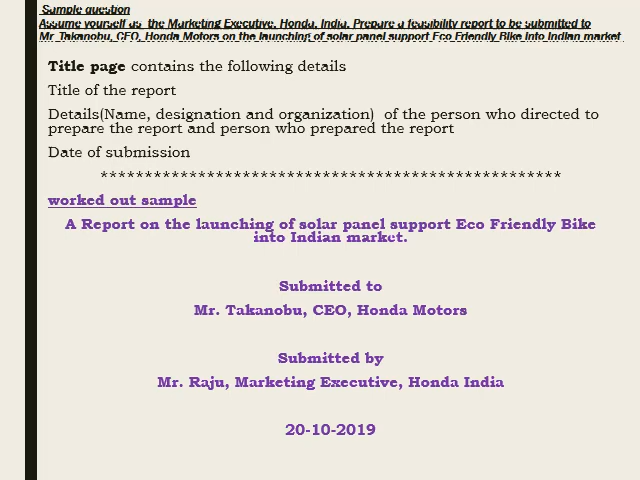 Sample question
Assume yourself as the Marketing Executive, Honda, India. Prepare a feasibility report to be submitted to
Mr Takanobu, CEO, Honda Motors on the launching of solar panel support Eco Friendly Bike into Indian market
Title page contains the following details
Title of the report
Details(Name, designation and organization) of the person who directed to
prepare the report and person who prepared the report
Date of submission
****************************************************
worked out sample
A Report on the launching of solar panel support Eco Friendly Bike
into Indian market.
Submitted to
Mr. Takanobu, CEO, Honda Motors
Submitted by
Mr. Raju, Marketing Executive, Honda India
20-10-2019